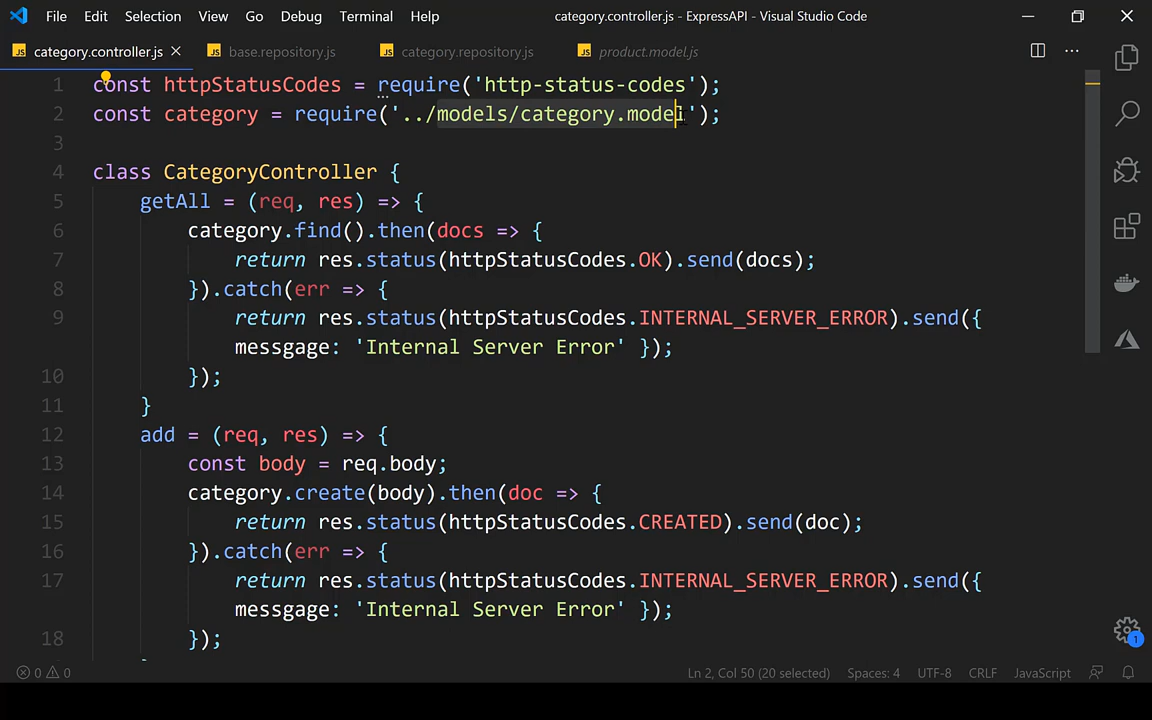 File Edit Selection View Go Debug Terminal Help category.controller.js - ExpressAPI - Visual Studio Code
JS category.controller.js JS base.repository.js JS category.repository.js JS product.model.js
1 const httpStatusCodes = require('http-status-codes');
2 const category = require('../models/category.model');
3
4 class CategoryController {
5 getAll = (req, res) => {
6 category.find().then(docs => {
7 return res.status(httpStatusCodes.OK).send(docs);
8 }).catch(err => {
9 return res.status(httpStatusCodes.INTERNAL_SERVER_ERROR).send({
messgage: 'Internal Server Error' });
10 });
11 }
12 add = (req, res) => {
13 const body = req.body;
14 category.create(body).then(doc => {
15 return res.status(httpStatusCodes.CREATED).send(doc);
16 }).catch(err => {
17 return res.status(httpStatusCodes.INTERNAL_SERVER_ERROR).send({
messgage: 'Internal Server Error' });
18 });
1
0 0 Ln 2, Col 50 (20 selected) Spaces: 4 UTF-8 CRLF JavaScript